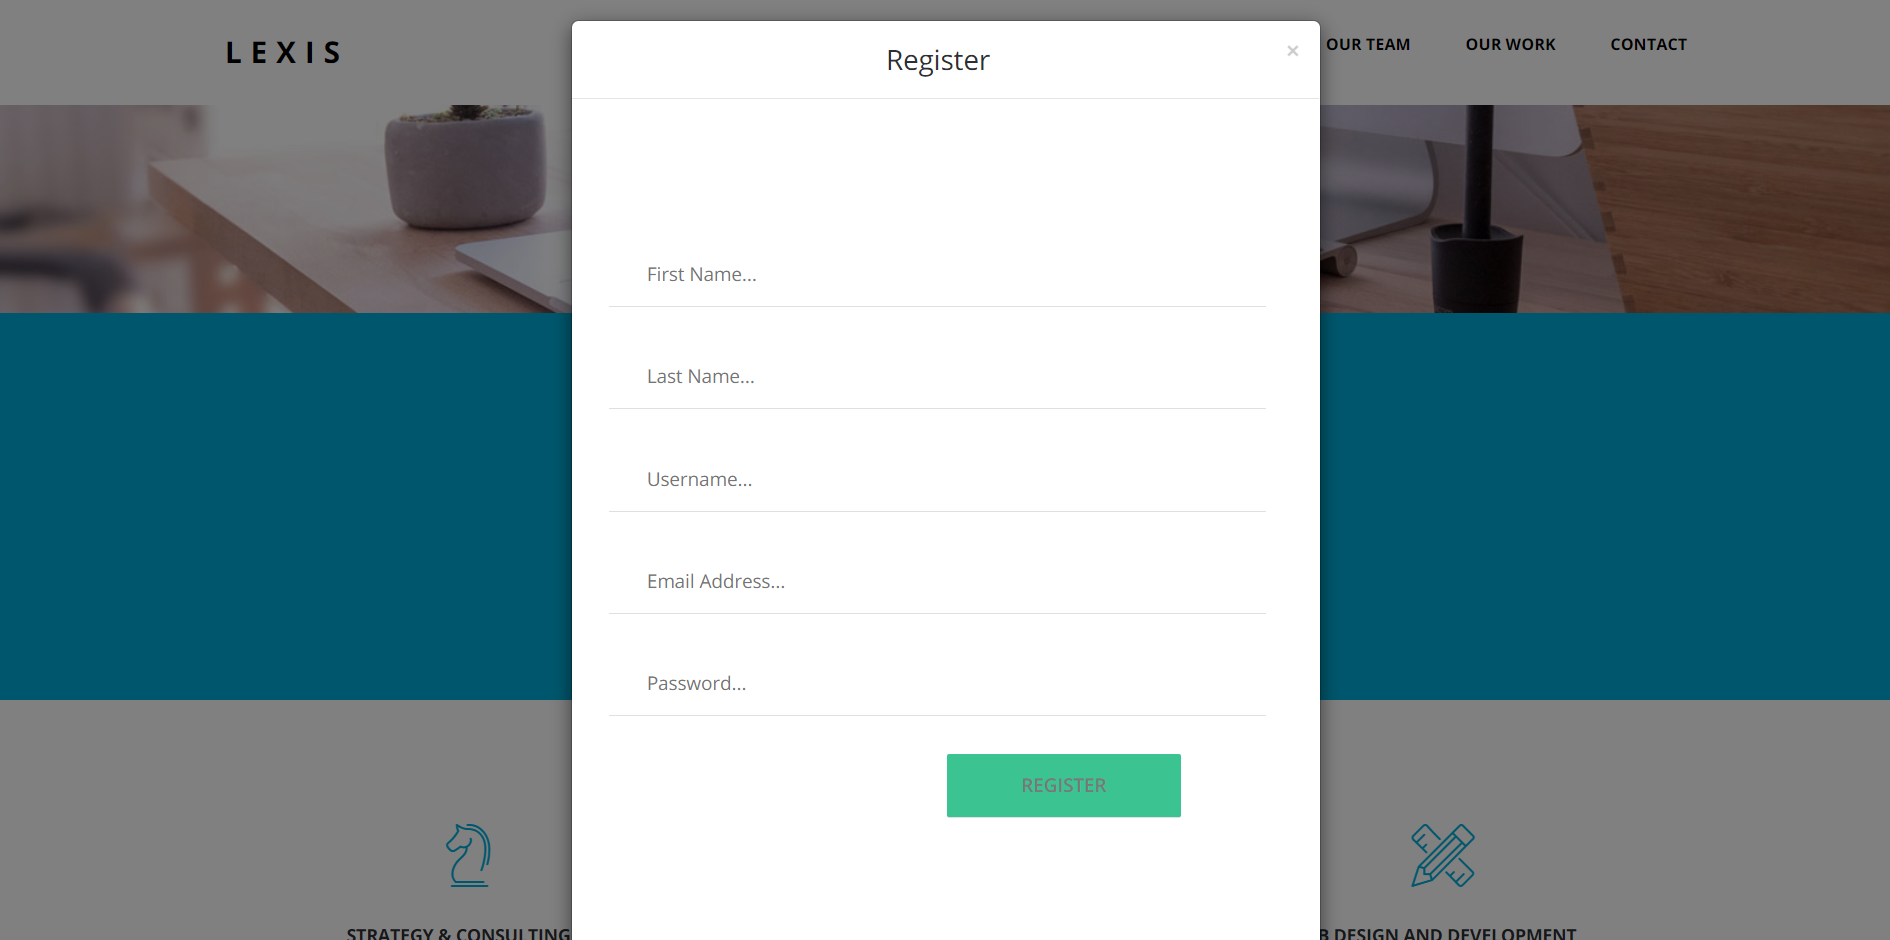 LEXIS
Register
×
OUR TEAM
OUR WORK
CONTACT
First Name...
Last Name...
Username...
Email Address...
Password...
REGISTER
STRATEGY & CONSULTING
DESIGN AND DEVELOPMENT